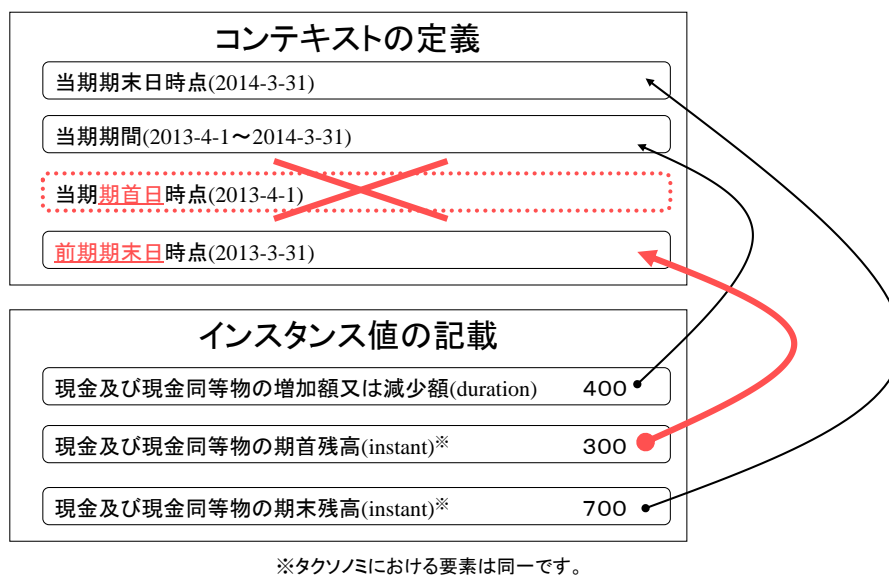 コンテキストの定義
当期期末日時点(2014-3-31)
当期期間(2013-4-1～2014-3-31)
当期期首日時点(2013-4-1)
前期期末日時点(2013-3-31)
インスタンス値の記載
現金及び現金同等物の増加額又は減少額(duration) 400
現金及び現金同等物の期首残高(instant)※ 300
現金及び現金同等物の期末残高(instant)※ 700
※タクソノミにおける要素は同一です。